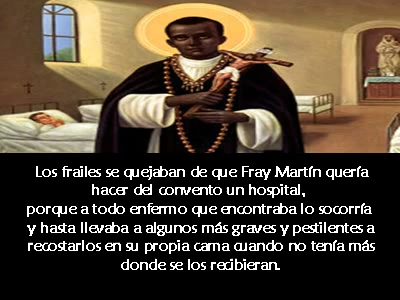 Los frailes se quejaban de que Fray Martín quería
hacer del convento un hospital,
porque a todo enfermo que encontraba lo socorría
y hasta llevaba a algunos más graves y pestilentes a
recostarlos en su propia cama cuando no tenía más
donde se los recibieran.